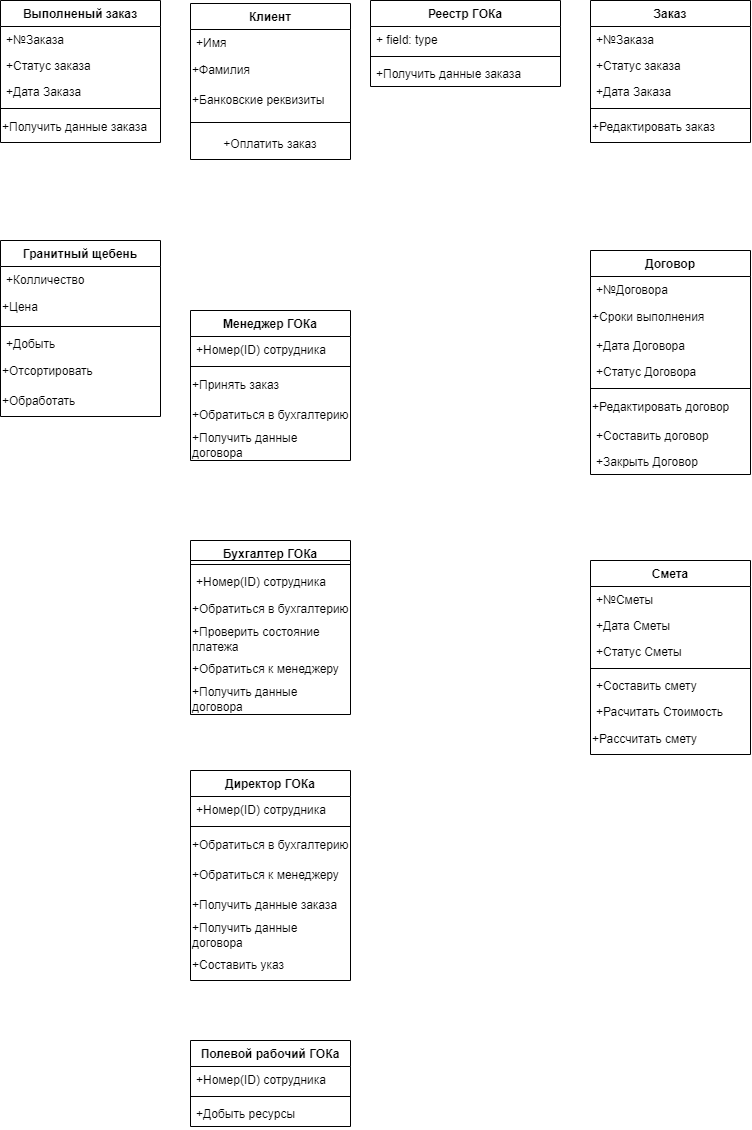 Выполненый заказ
+№Заказа
+Статус заказа
+Дата Заказа
+Получить данные заказа
Клиент
+Имя
+Фамилия
+Банковские реквизиты
+Оплатить заказ
Реестр ГОКа
+ field: type
+Получить данные заказа
Заказ
+№Заказа
+Статус заказа
+Дата Заказа
+Редактировать заказ
Гранитный щебень
+Колличество
+Цена
+Добыть
+Отсортировать
+Обработать
Менеджер ГОКа
+Номер(ID) сотрудника
+Принять заказ
+Обратиться в бухгалтерию
+Получить данные
договора
Договор
+№Договора
+Сроки выполнения
+Дата Договора
+Статус Договора
+Редактировать договор
+Составить договор
+Закрыть Договор
Бухгалтер ГОКа
+Номер(ID) сотрудника
+Обратиться в бухгалтерию
+Проверить состояние
платежа
+Обратиться к менеджеру
+Получить данные
договора
Смета
+№Сметы
+Дата Сметы
+Статус Сметы
+Составить смету
+Расчитать Стоимость
+Рассчитать смету
Директор ГОКа
+Номер(ID) сотрудника
+Обратиться в бухгалтерию
+Обратиться к менеджеру
+Получить данные заказа
+Получить данные
договора
+Составить указ
Полевой рабочий ГОКа
+Номер(ID) сотрудника
+Добыть ресурсы